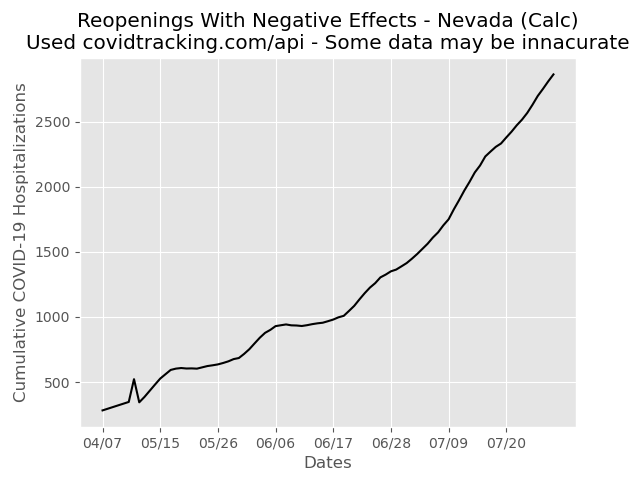 Reopenings With Negative Effects - Nevada (Calc)
Used covidtracking.com/api - Some data may be innacurate
Cumulative COVID-19 Hospitalizations
2500
2000
1500
1000
500
04/07 05/15 05/26 06/06 06/17 06/28 07/09 07/20
Dates